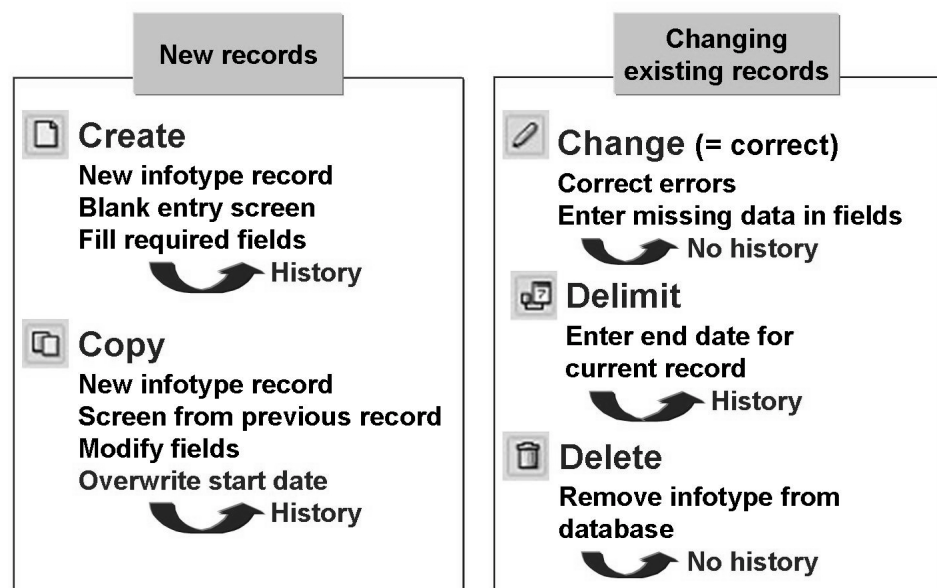 New records
Create
New infotype record
Blank entry screen
Fill required fields
History
Copy
New infotype record
Screen from previous record
Modify fields
Overwrite start date
History
Changing
existing records
Change (= correct)
Correct errors
Enter missing data in fields
No history
Delimit
Enter end date for
current record
History
Delete
Remove infotype from
database
No history